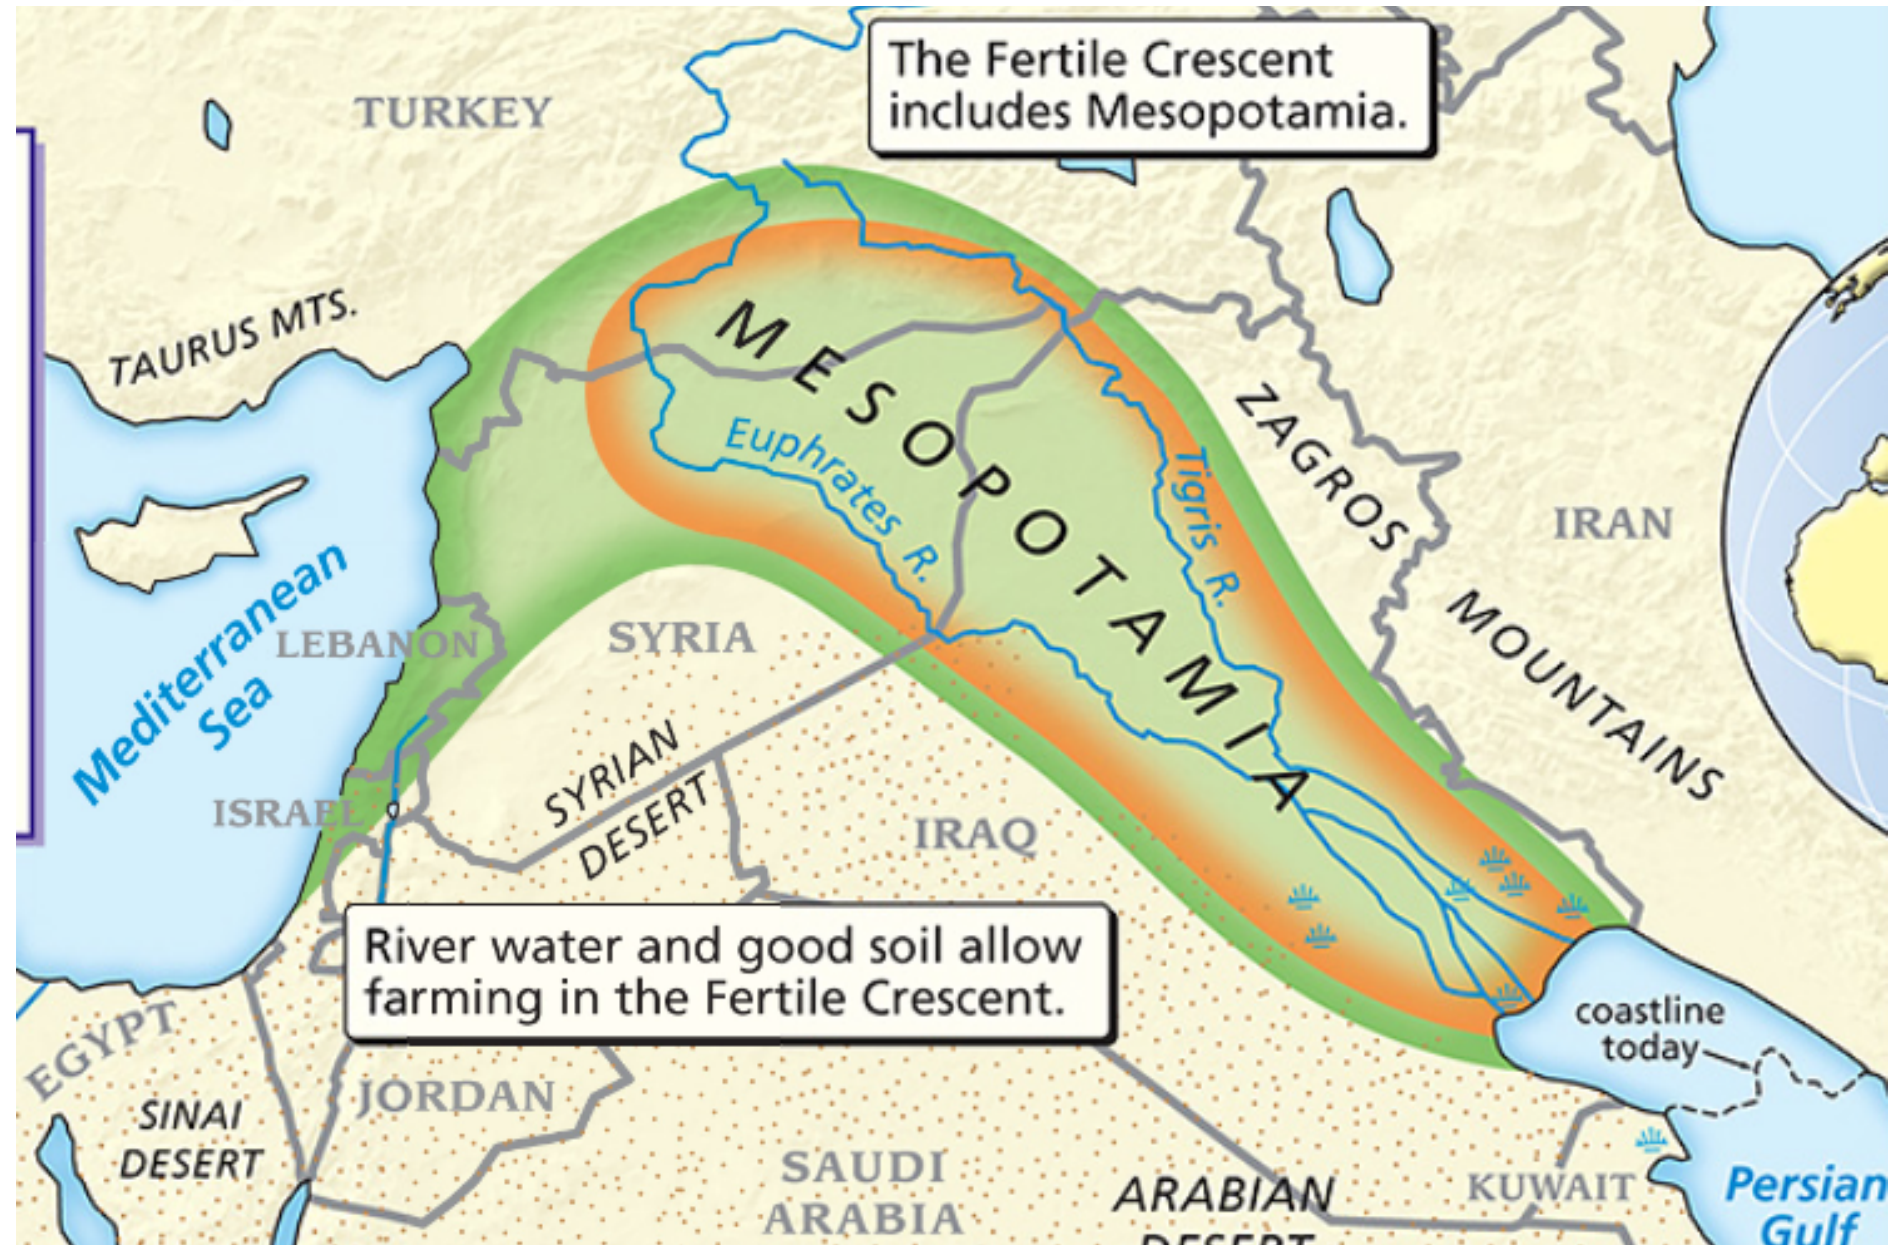 The Fertile Crescent
includes Mesopotamia.
TURKEY
TAURUS MTS.
MESOPOTAMIA
Euphrates R.
Tigris R.
ZAGROS
MOUNTAINS
IRAN
Mediterranean
Sea
LEBANON
SYRIA
SYRIAN
DESERT
ISRAEL
IRAQ
River water and good soil allow
farming in the Fertile Crescent.
coastline
today
EGYPT
SINAI
DESERT
JORDAN
SAUDI
ARABIA
ARABIAN
DESERT
KUWAIT
Persian
Gulf